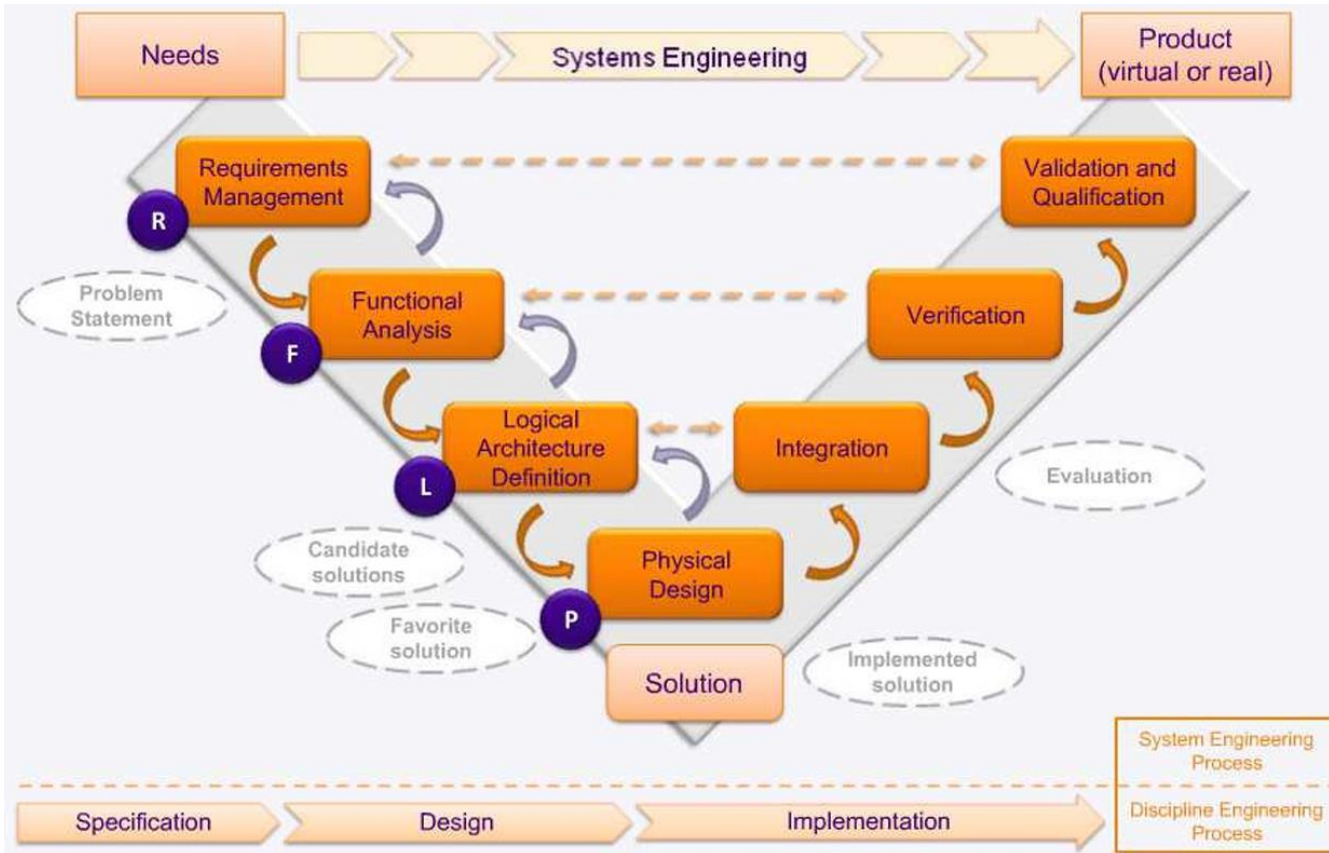 Needs
Systems Engineering
Product
(virtual or real)
Requirements
Management
Validation and
Qualification
R
Problem
Statement
Functional
Analysis
Verification
F
Logical
Architecture
Definition
Integration
L
Evaluation
Candidate
solutions
Physical
Design
P
Favorite
solution
Solution
Implemented
solution
System Engineering
Process
Specification
Design
Implementation
Discipline Engineering
Process